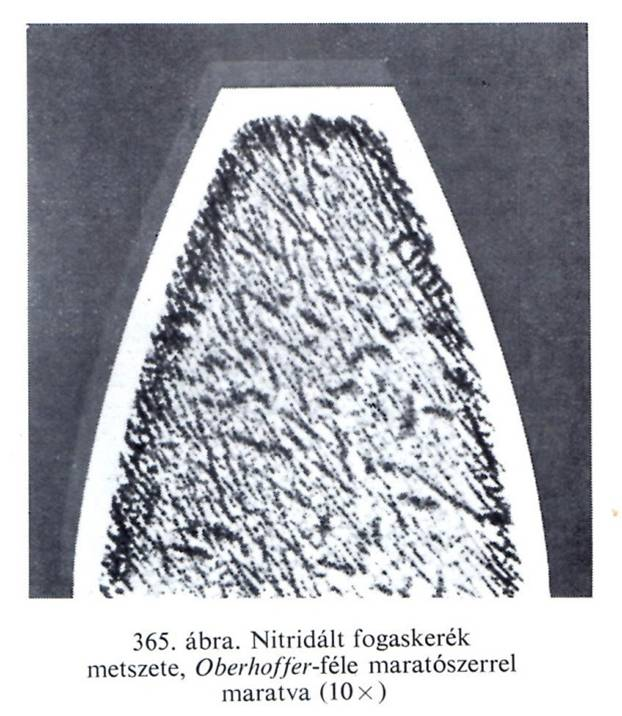 365. ábra. Nitridált fogaskerék
metszete, Oberhoffer-féle maratószerrel
maratva (10×)